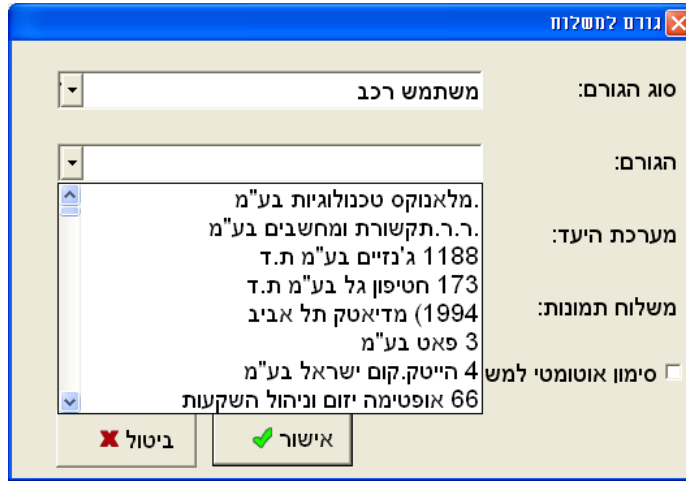 גורם למשלוח
סוג הגורם:
משתמש רכב
הגורם:
.מלאנוקס טכנולוגיות בע"מ
.ר.ר.תקשורת ומחשבים בע"מ
1188 ג'נזיים בע"מ ת.ד
173 חטיפון גל בע"מ ת.ד
1994) מדיאטק תל אביב
3 פאט בע"מ
4 הייטק.קום ישראל בע"מ
66 אופטימה יזום וניהול השקעות
מערכת היעד:
משלוח תמונות:
סימון אוטומטי למש
אישור
ביטול